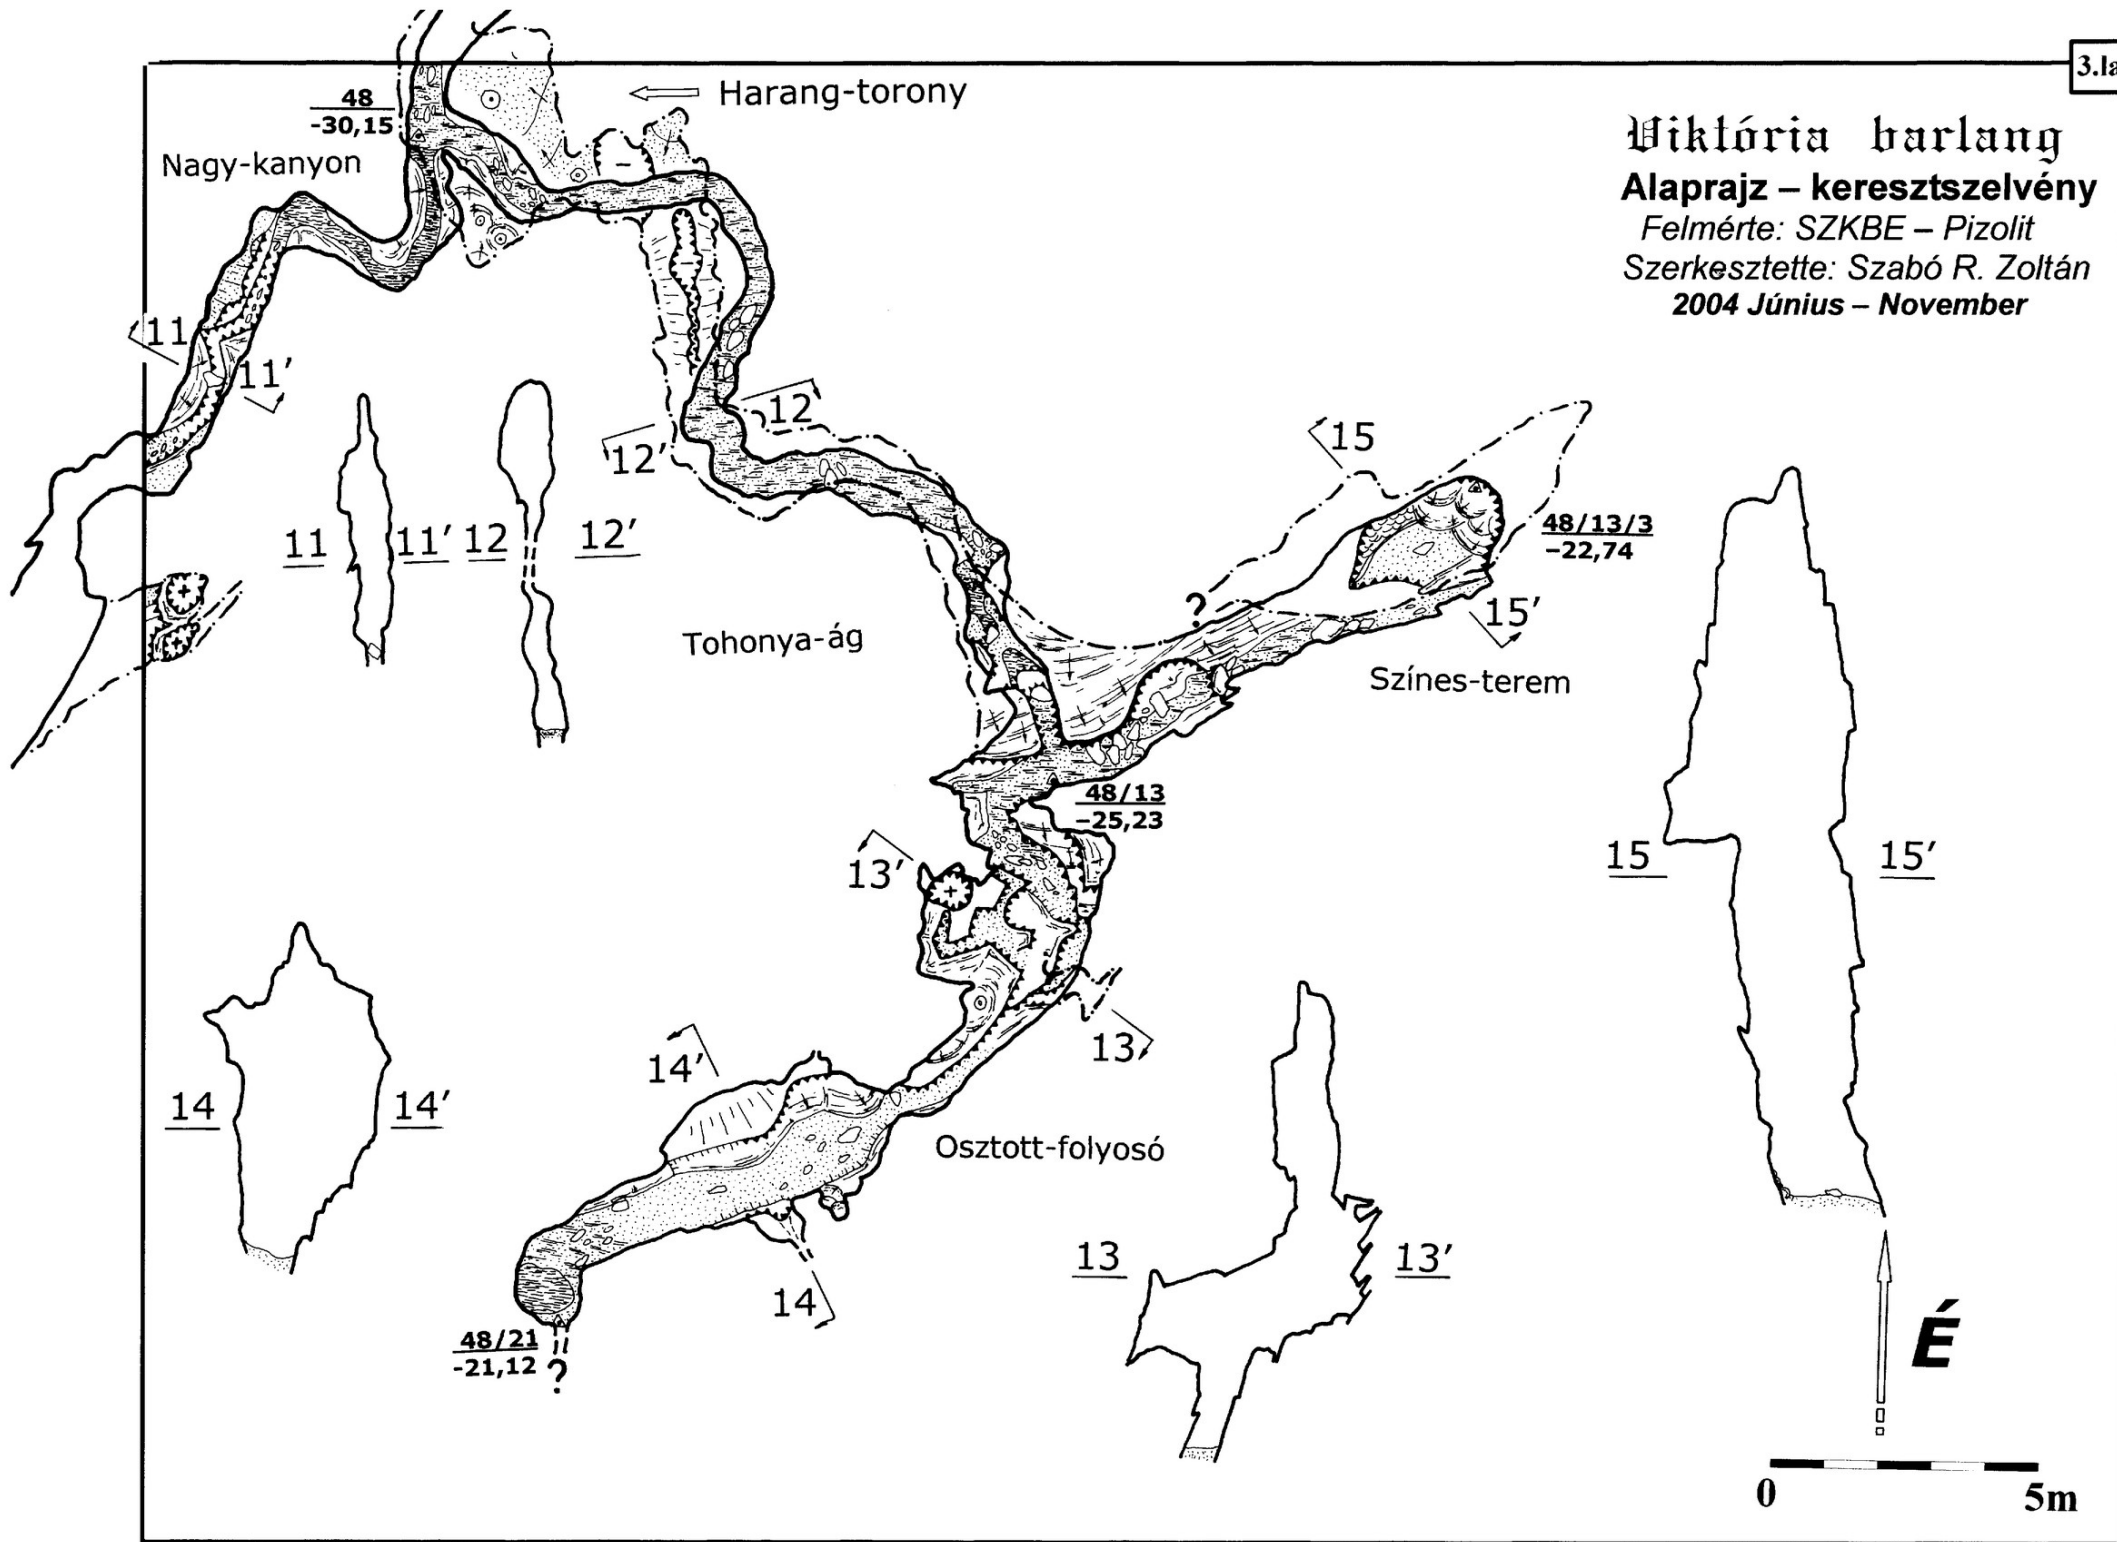 3.la
Viktória barlang
Alaprajz – keresztszelvény
Felmérte: SZKBE – Pizolit
Szerkesztette: Szabó R. Zoltán
2004 Június – November
Harang-torony
48
-30,15
Nagy-kanyon
11
11'
12
12'
15
11
11'
12
12'
48/13/3
–22,74
?
15'
Tohonya-ág
Színes-terem
48/13
–25,23
13'
15
15'
13
14'
14
14'
Osztott-folyosó
13
13'
14
48/21
-21,12
?
É
0
5m